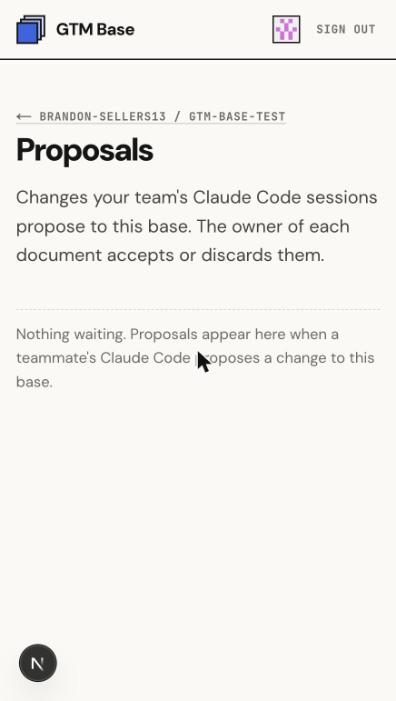 GTM Base
SIGN OUT
← BRANDON-SELLERS13 / GTM-BASE-TEST
Proposals
Changes your team's Claude Code sessions
propose to this base. The owner of each
document accepts or discards them.
Nothing waiting. Proposals appear here when a
teammate's Claude Code proposes a change to this
base.
N